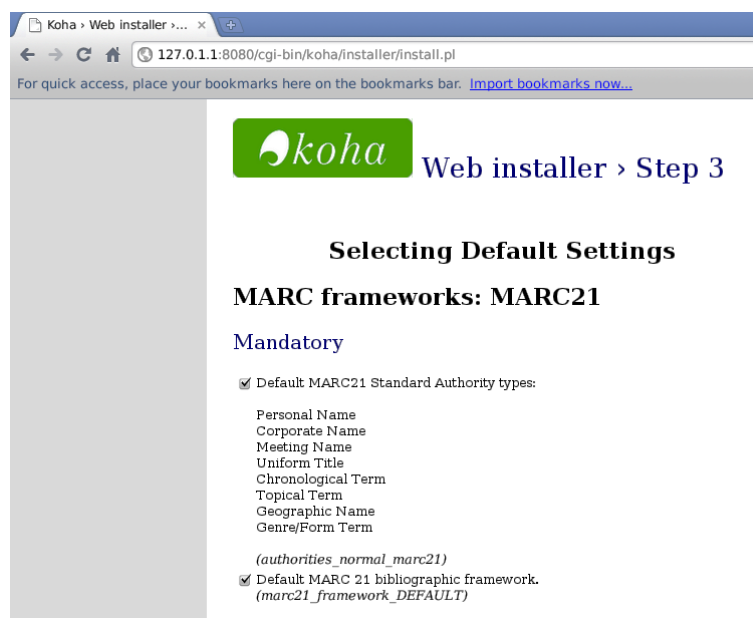 Koha › Web installer ›...
127.0.1.1:8080/cgi-bin/koha/installer/install.pl
For quick access, place your bookmarks here on the bookmarks bar. Import bookmarks now...
koha Web installer › Step 3
Selecting Default Settings
MARC frameworks: MARC21
Mandatory
Default MARC21 Standard Authority types:
Personal Name
Corporate Name
Meeting Name
Uniform Title
Chronological Term
Topical Term
Geographic Name
Genre/Form Term
(authorities_normal_marc21)
Default MARC 21 bibliographic framework.
(marc21_framework_DEFAULT)